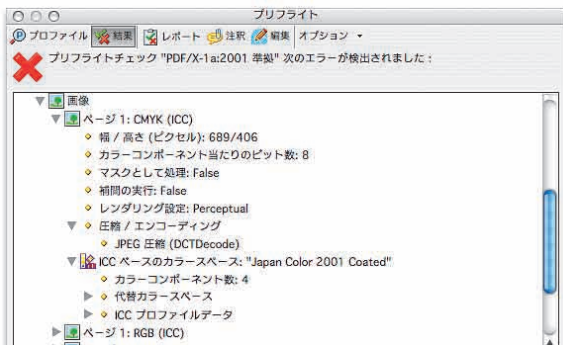 プリフライト
プロファイル 結果 レポート 注釈 編集 オプション
プリフライトチェック "PDF/X-1a:2001 準拠" 次のエラーが検出されました :
画像
ページ 1: CMYK (ICC)
幅 / 高さ (ピクセル): 689/406
カラーコンポーネント当たりのビット数: 8
マスクとして処理: False
補間の実行: False
レンダリング設定: Perceptual
圧縮 / エンコーディング
JPEG 圧縮 (DCTDecode)
ICC ベースのカラースペース: "Japan Color 2001 Coated"
カラーコンポーネント数: 4
代替カラースペース
ICC プロファイルデータ
ページ 1: RGB (ICC)